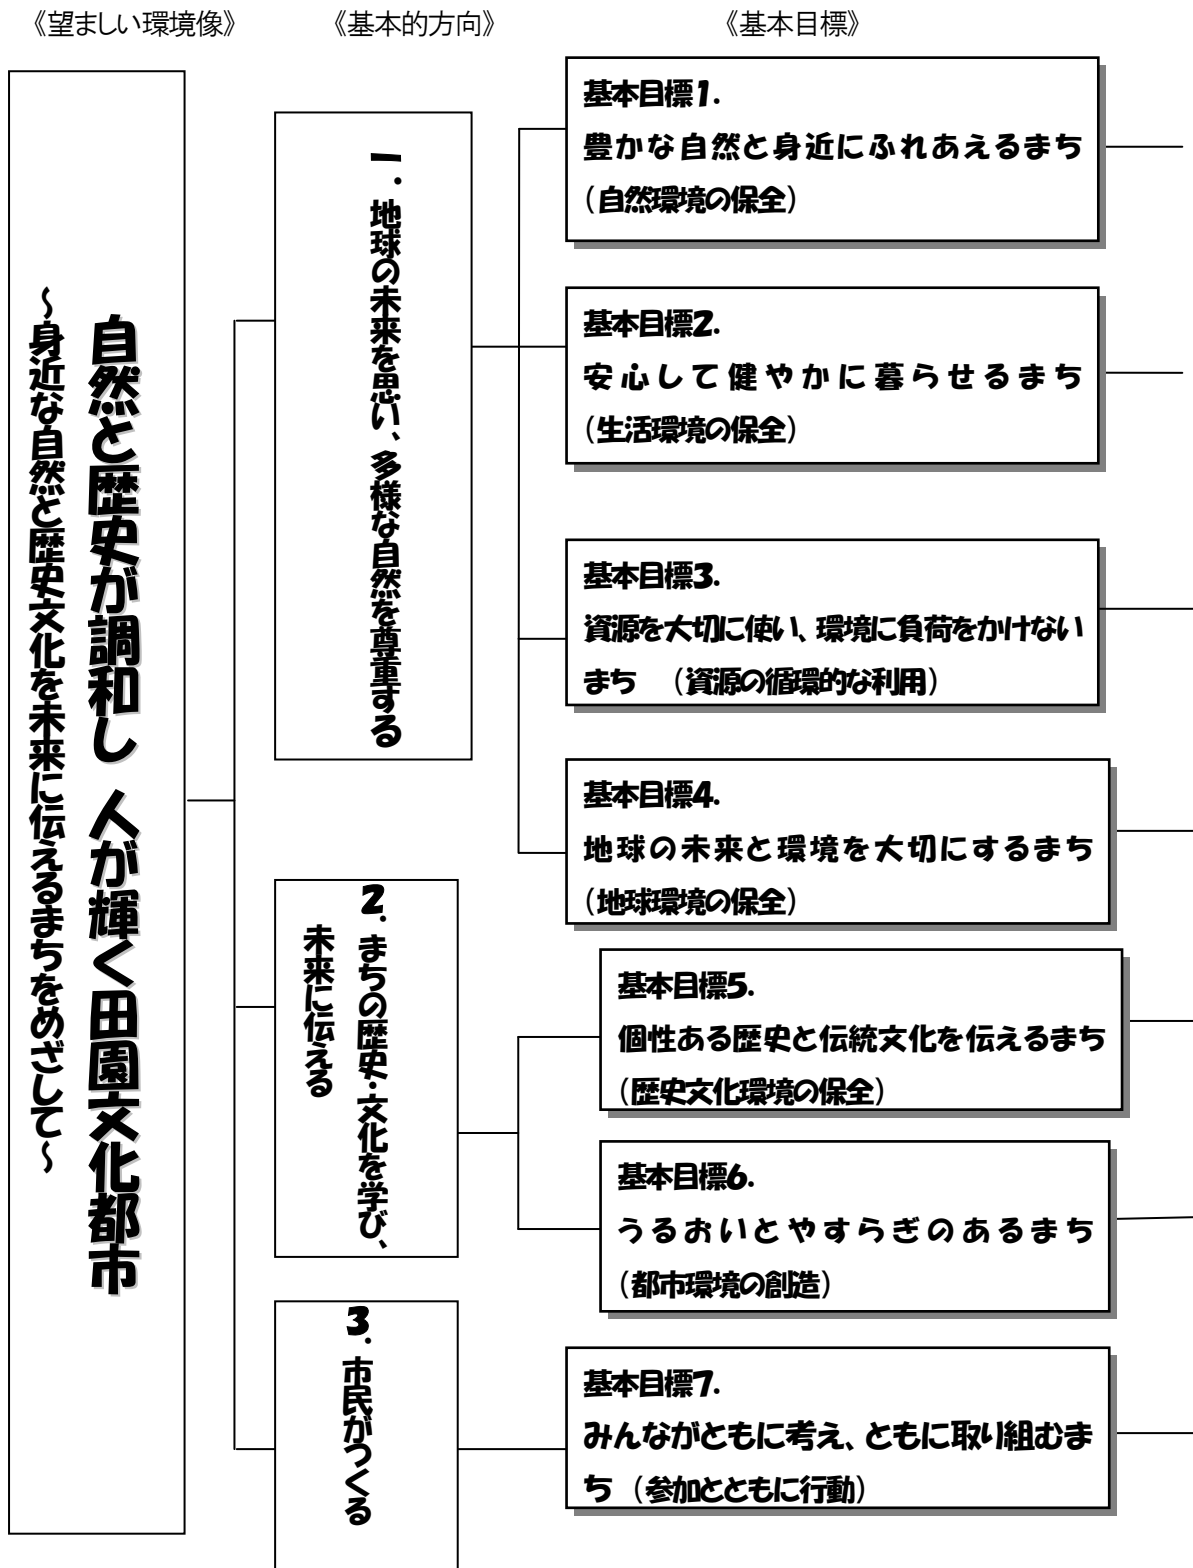 《望ましい環境像》
《基本的方向》
《基本目標》
自然と歴史が調和し 人が輝く田園文化都市
～身近な自然と歴史文化を未来に伝えるまちをめざして～
一．地球の未来を思い、多様な自然を尊重する
基本目標1.
豊かな自然と身近にふれあえるまち
（自然環境の保全）
基本目標2.
安心して健やかに暮らせるまち
（生活環境の保全）
基本目標3.
資源を大切に使い、環境に負荷をかけない
まち　（資源の循環的な利用）
基本目標4.
地球の未来と環境を大切にするまち
（地球環境の保全）
2．まちの歴史・文化を学び、
未来に伝える
基本目標5.
個性ある歴史と伝統文化を伝えるまち
（歴史文化環境の保全）
基本目標6.
うるおいとやすらぎのあるまち
（都市環境の創造）
3．市民がつくる
基本目標7.
みんながともに考え、ともに取り組むま
ち　（参加とともに行動）